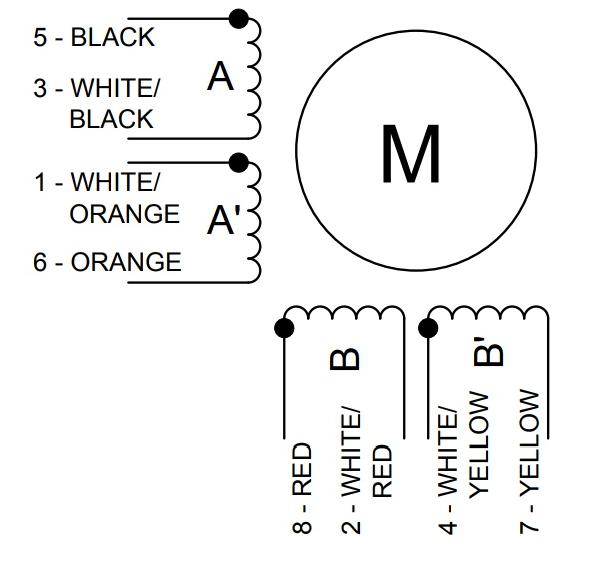 5 - BLACK
3 - WHITE/
BLACK
A
1 - WHITE/
ORANGE
A'
6 - ORANGE
M
B
B'
8 - RED
2 - WHITE/
RED
4 - WHITE/
YELLOW
7 - YELLOW